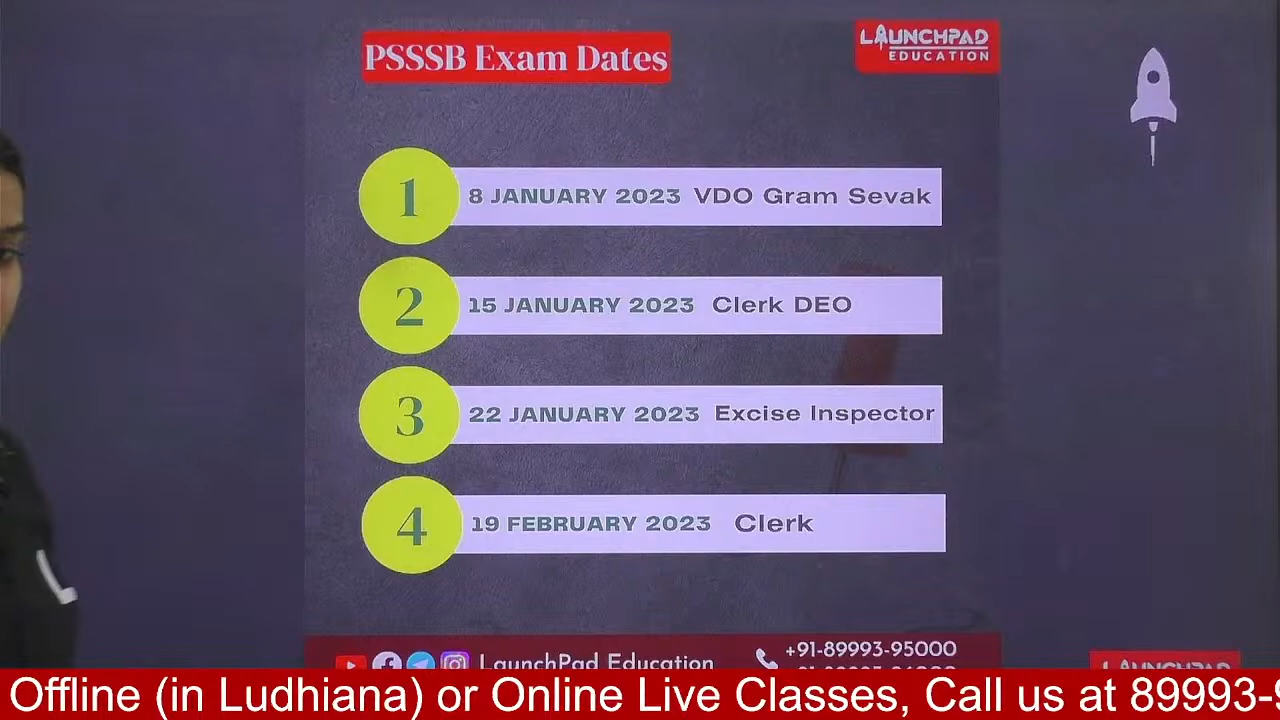 PSSSB Exam Dates
LAUNCHPAD
EDUCATION
1
8 JANUARY 2023 VDO Gram Sevak
2
15 JANUARY 2023 Clerk DEO
3
22 JANUARY 2023 Excise Inspector
4
19 FEBRUARY 2023 Clerk
LaunchPad Education
+91-89993-95000
LAUNCHPAD
Offline (in Ludhiana) or Online Live Classes, Call us at 89993-